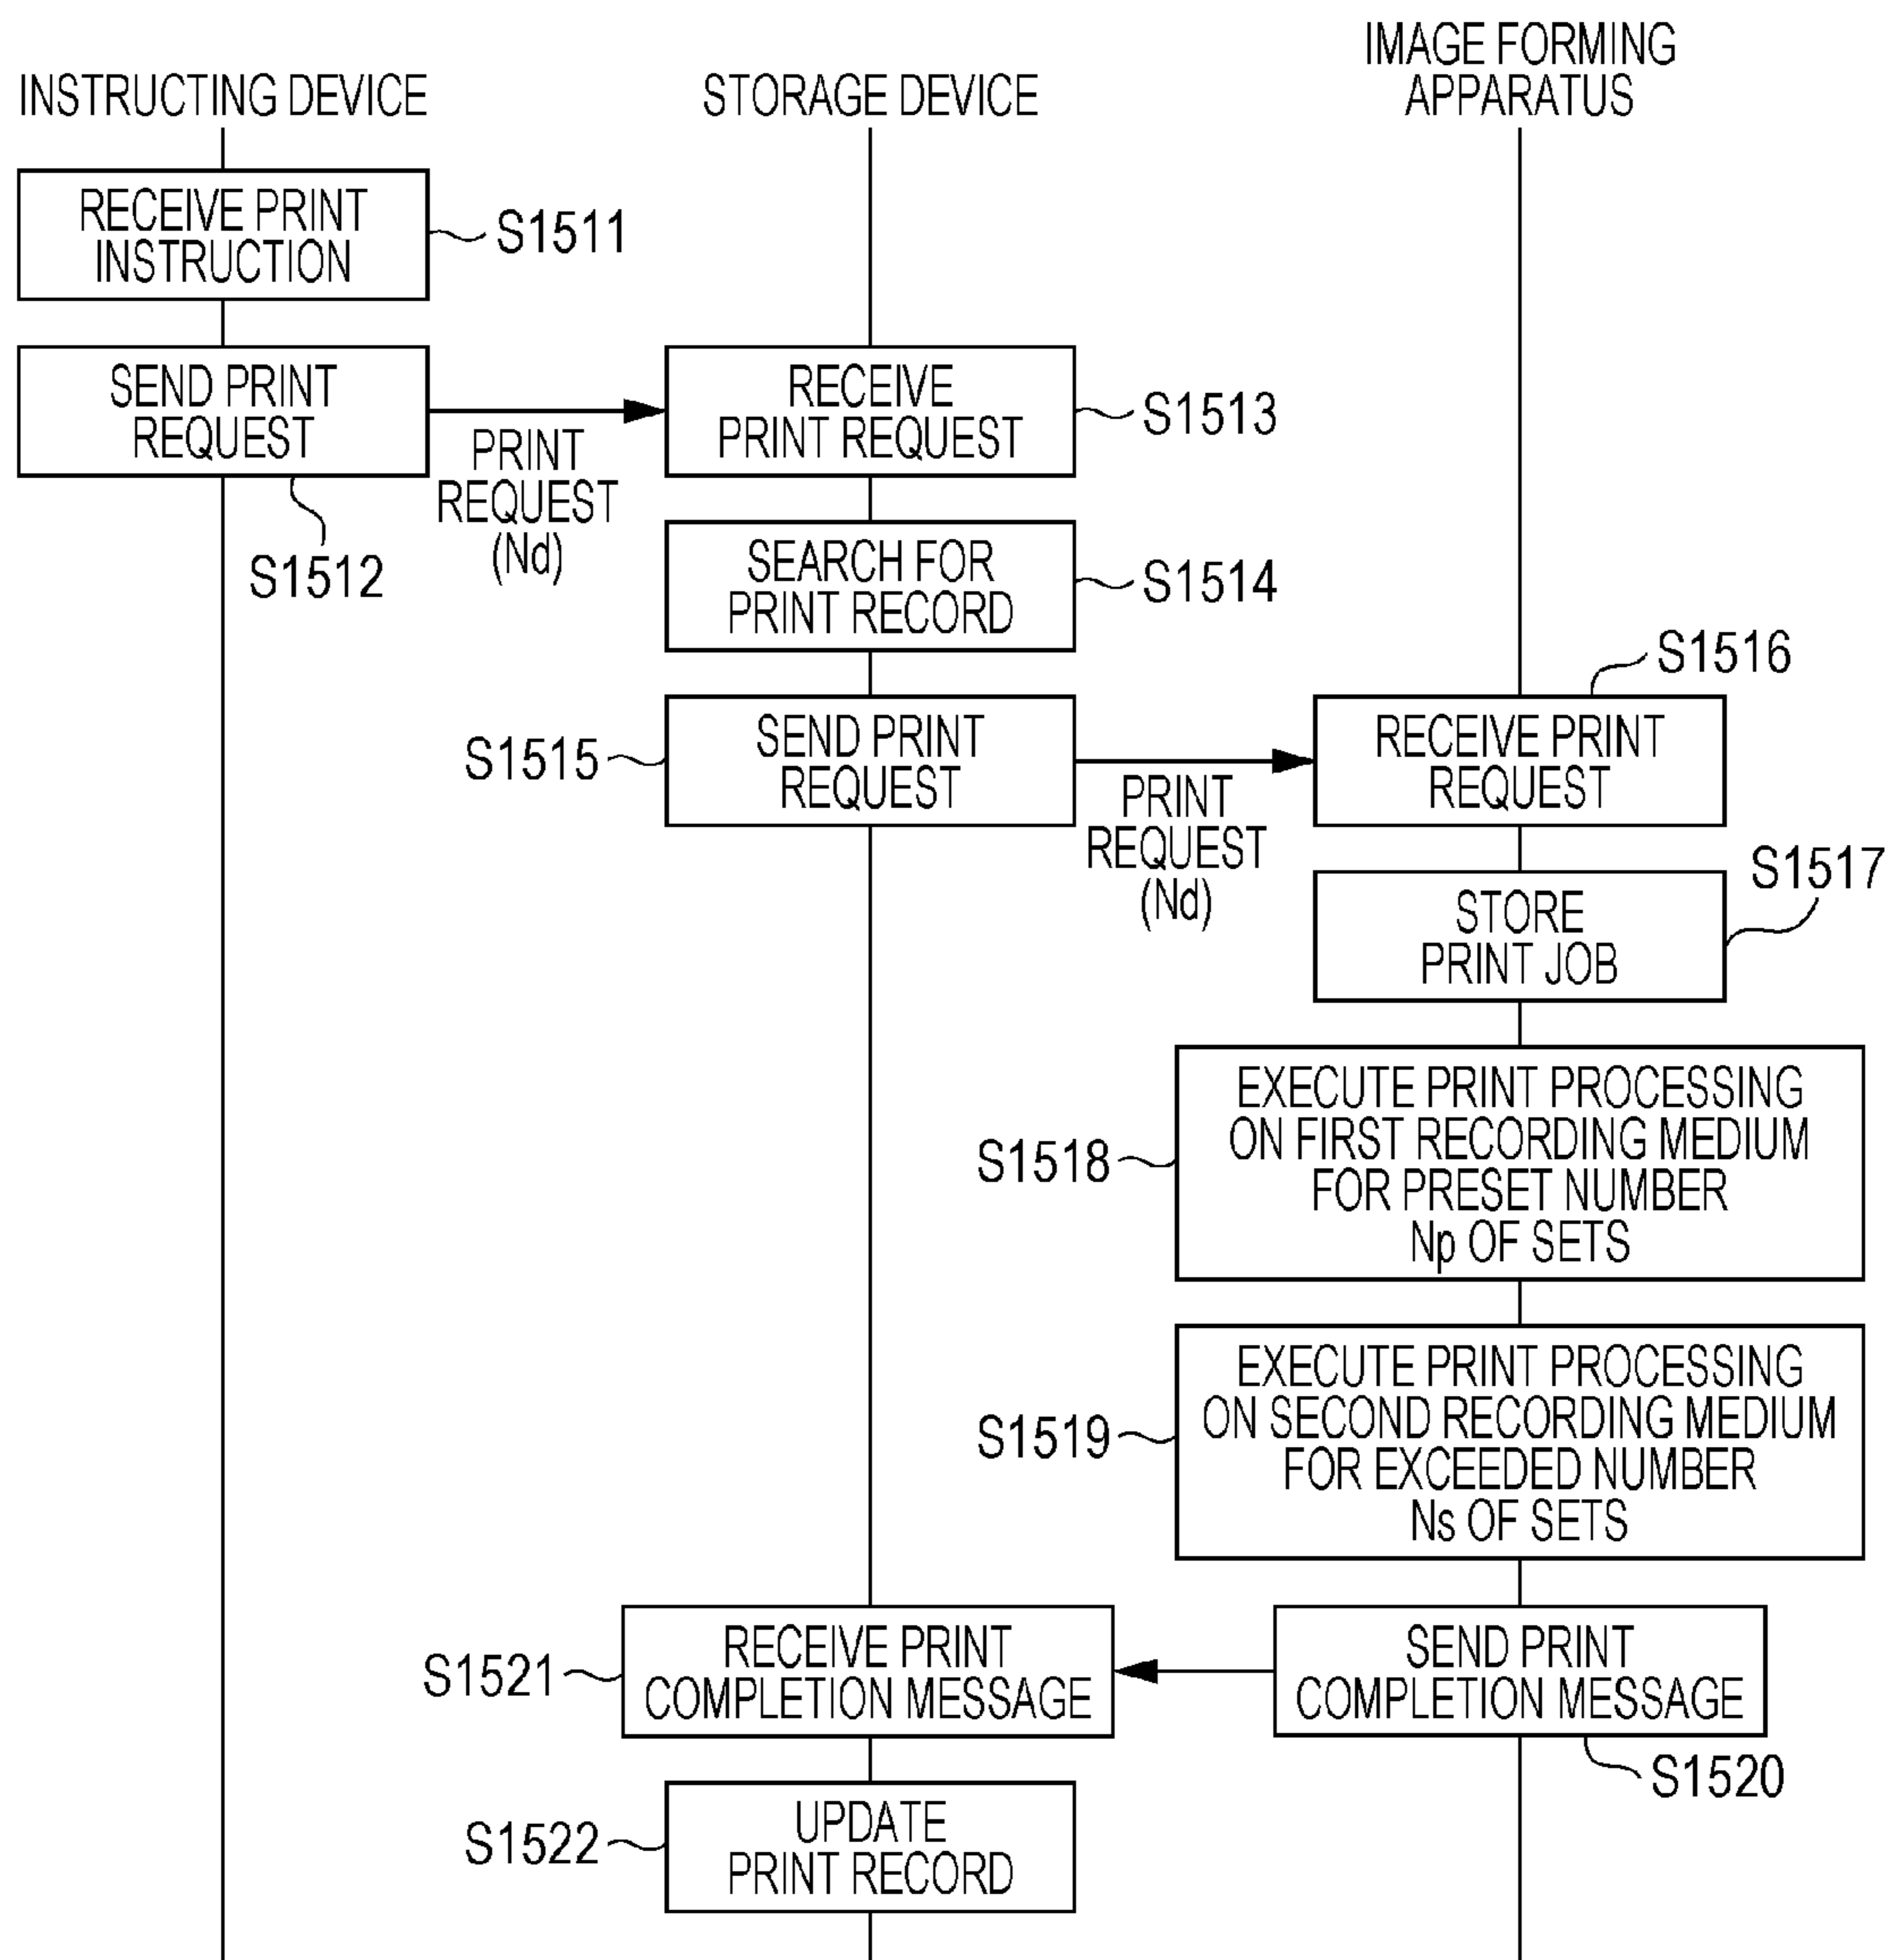 INSTRUCTING DEVICE
STORAGE DEVICE
IMAGE FORMING
APPARATUS
RECEIVE PRINT
INSTRUCTION
S1511
SEND PRINT
REQUEST
S1512
PRINT
REQUEST
(Nd)
RECEIVE
PRINT REQUEST
S1513
SEARCH FOR
PRINT RECORD
S1514
SEND PRINT
REQUEST
S1515
PRINT
REQUEST
(Nd)
RECEIVE PRINT
REQUEST
S1516
STORE
PRINT JOB
S1517
EXECUTE PRINT PROCESSING
ON FIRST RECORDING MEDIUM
FOR PRESET NUMBER
Np OF SETS
S1518
EXECUTE PRINT PROCESSING
ON SECOND RECORDING MEDIUM
FOR EXCEEDED NUMBER
Ns OF SETS
S1519
SEND PRINT
COMPLETION MESSAGE
S1520
RECEIVE PRINT
COMPLETION MESSAGE
S1521
UPDATE
PRINT RECORD
S1522